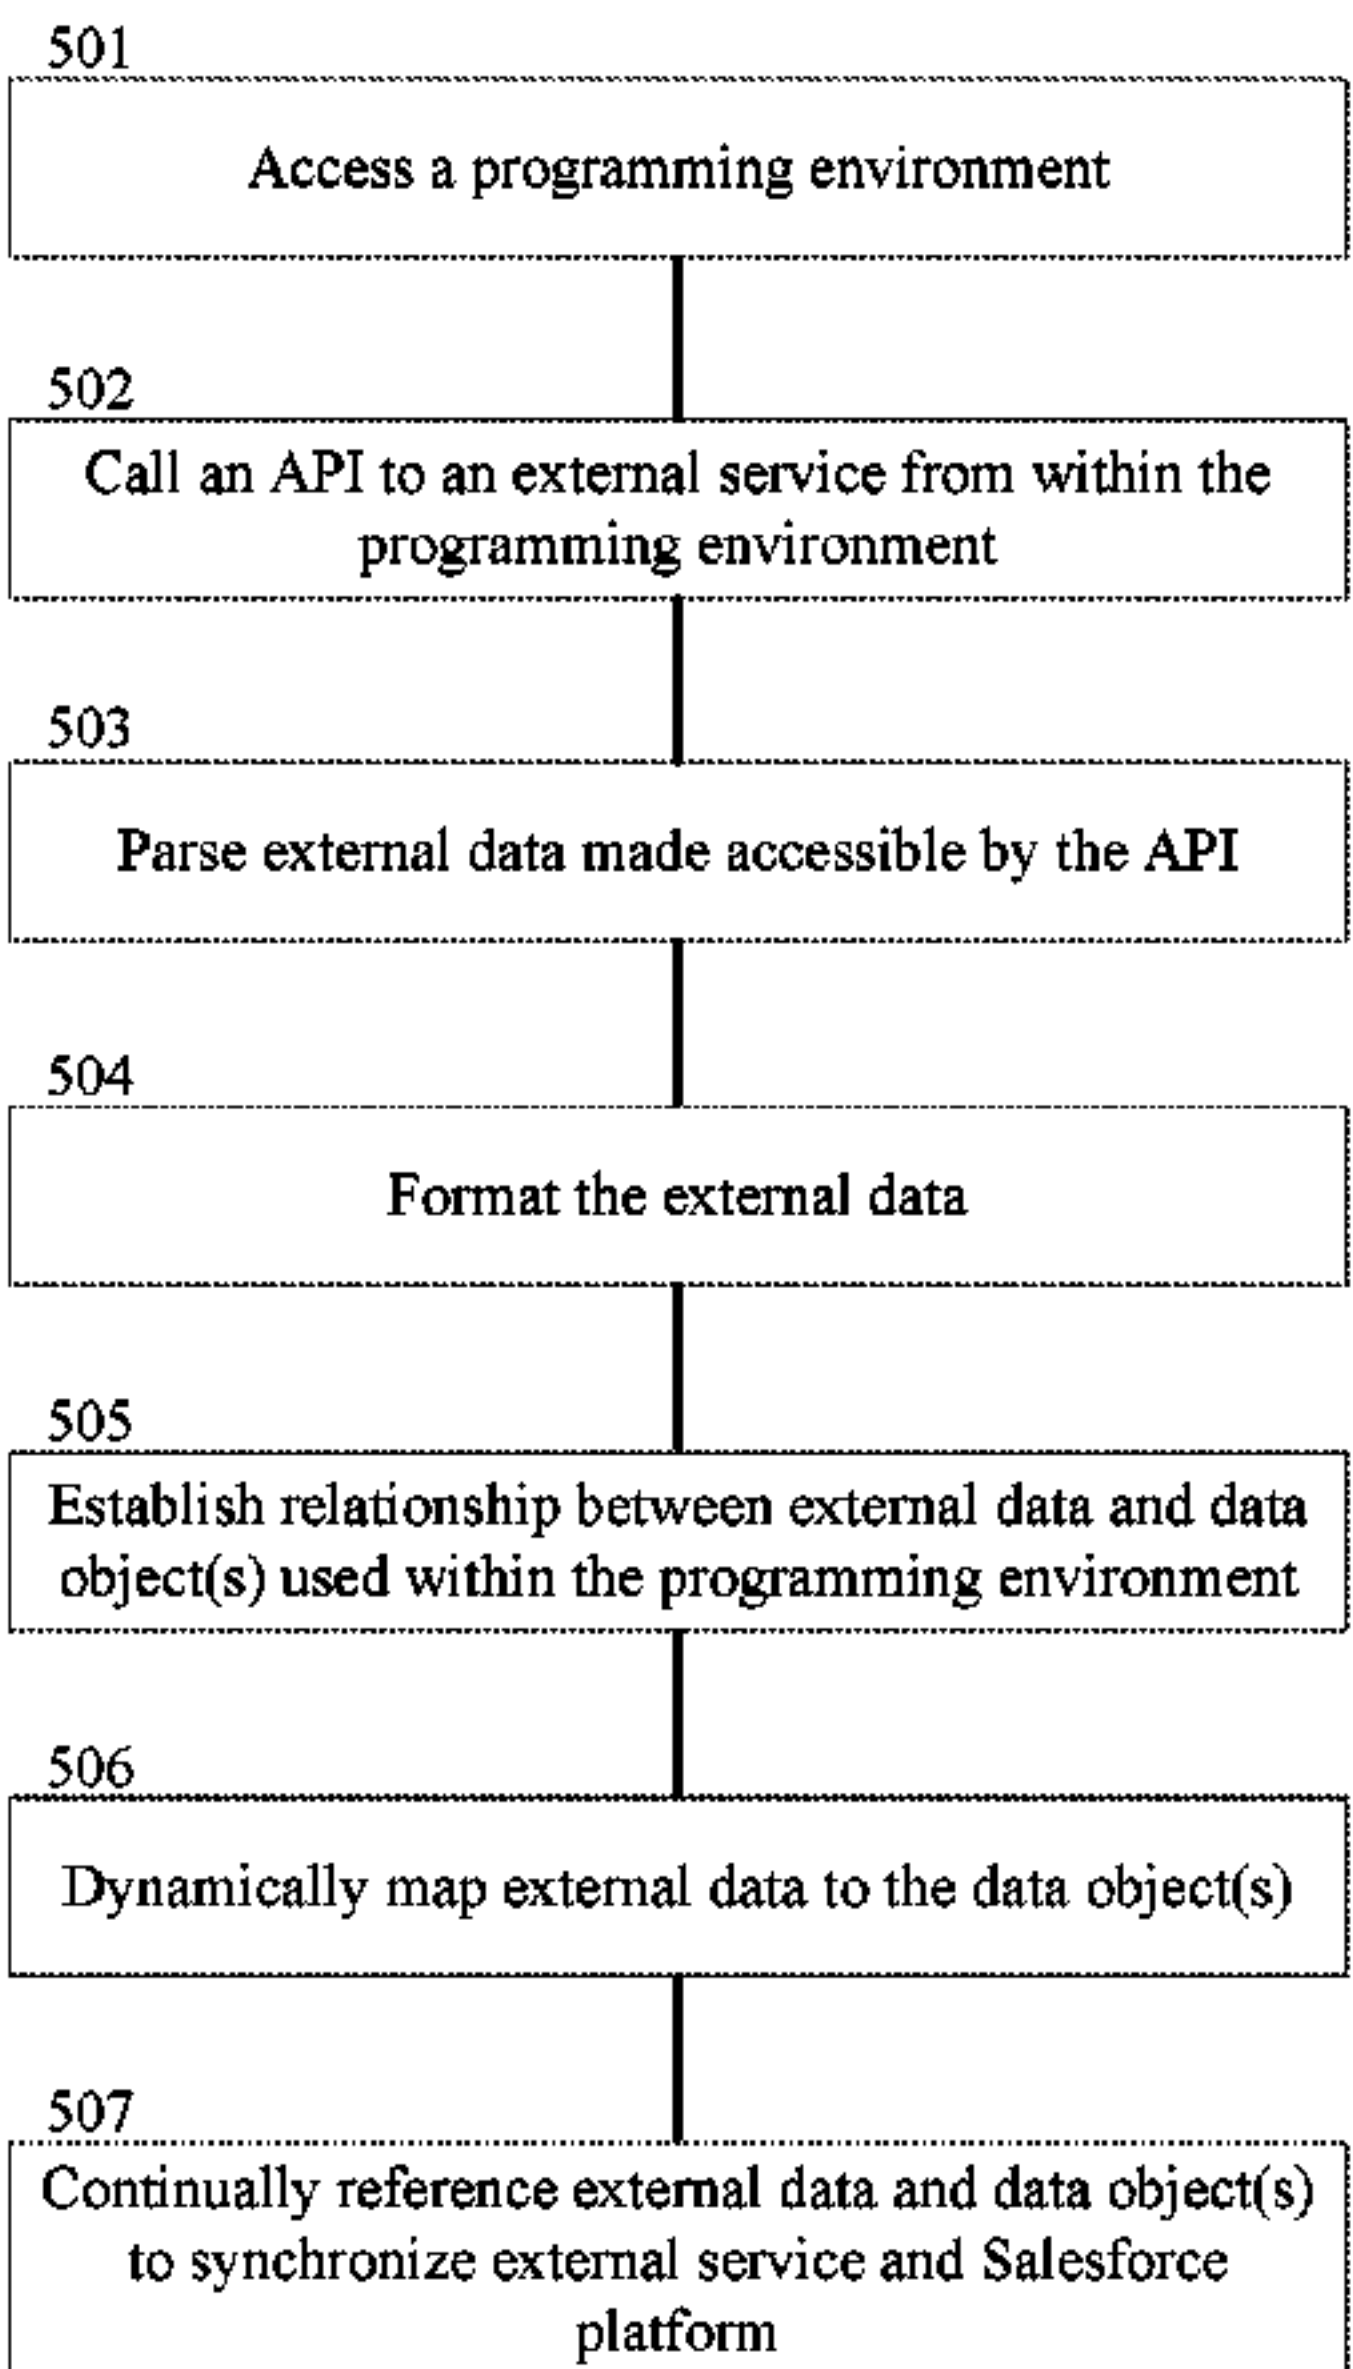 501
Access a programming environment
502
Call an API to an external service from within the
programming environment
503
Parse external data made accessible by the API
504
Format the external data
505
Establish relationship between external data and data
object(s) used within the programming environment
506
Dynamically map external data to the data object(s)
507
Continually reference external data and data object(s)
to synchronize external service and Salesforce
platform